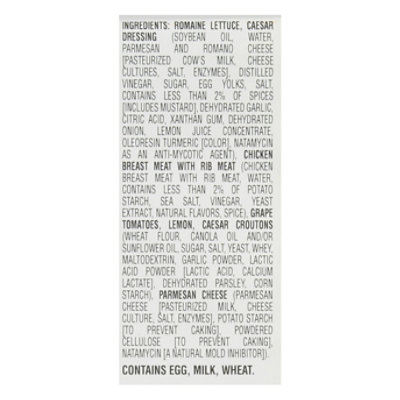 INGREDIENTS: ROMAINE LETTUCE, CAESAR
DRESSING (SOYBEAN OIL, WATER,
PARMESAN AND ROMANO CHEESE
[PASTEURIZED COW'S MILK, CHEESE
CULTURES, SALT, ENZYMES], DISTILLED
VINEGAR, SUGAR, EGG YOLKS, SALT,
CONTAINS LESS THAN 2% OF SPICES
[INCLUDES MUSTARD], DEHYDRATED GARLIC,
CITRIC ACID, XANTHAN GUM, DEHYDRATED
ONION, LEMON JUICE CONCENTRATE,
OLEORESIN TURMERIC [COLOR], NATAMYCIN
AS AN ANTI-MYCOTIC AGENT), CHICKEN
BREAST MEAT WITH RIB MEAT (CHICKEN
BREAST MEAT WITH RIB MEAT, WATER,
CONTAINS LESS THAN 2% OF POTATO
STARCH, SEA SALT, VINEGAR, YEAST
EXTRACT, NATURAL FLAVORS, SPICE), GRAPE
TOMATOES, LEMON, CAESAR CROUTONS
(WHEAT FLOUR, CANOLA OIL AND/OR
SUNFLOWER OIL, SUGAR, SALT, YEAST, WHEY,
MALTODEXTRIN, GARLIC POWDER, LACTIC
ACID POWDER [LACTIC ACID, CALCIUM
LACTATE], DEHYDRATED PARSLEY, CORN
STARCH), PARMESAN CHEESE (PARMESAN
CHEESE [PASTEURIZED MILK, CHEESE
CULTURE, SALT, ENZYMES], POTATO STARCH
[TO PREVENT CAKING], POWDERED
CELLULOSE [TO PREVENT CAKING],
NATAMYCIN [A NATURAL MOLD INHIBITOR]).
CONTAINS EGG, MILK, WHEAT.